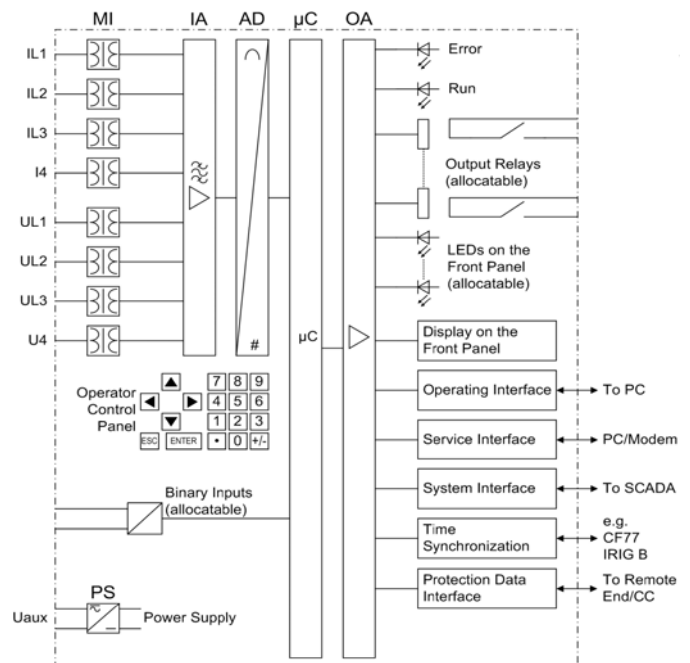 MI IA AD µC OA
IL1
IL2
IL3
I4
UL1
UL2
UL3
U4
#
µC
Error
Run
Output Relays
(allocatable)
LEDs on the
Front Panel
(allocatable)
Display on the
Front Panel
Operator
Control
Panel
7 8 9
4 5 6
1 2 3
ESC ENTER • 0 +/-
Operating Interface
To PC
Service Interface
PC/Modem
System Interface
To SCADA
Binary Inputs
(allocatable)
Time
Synchronization
e.g.
CF77
IRIG B
Protection Data
Interface
To Remote
End/CC
PS
Uaux
Power Supply